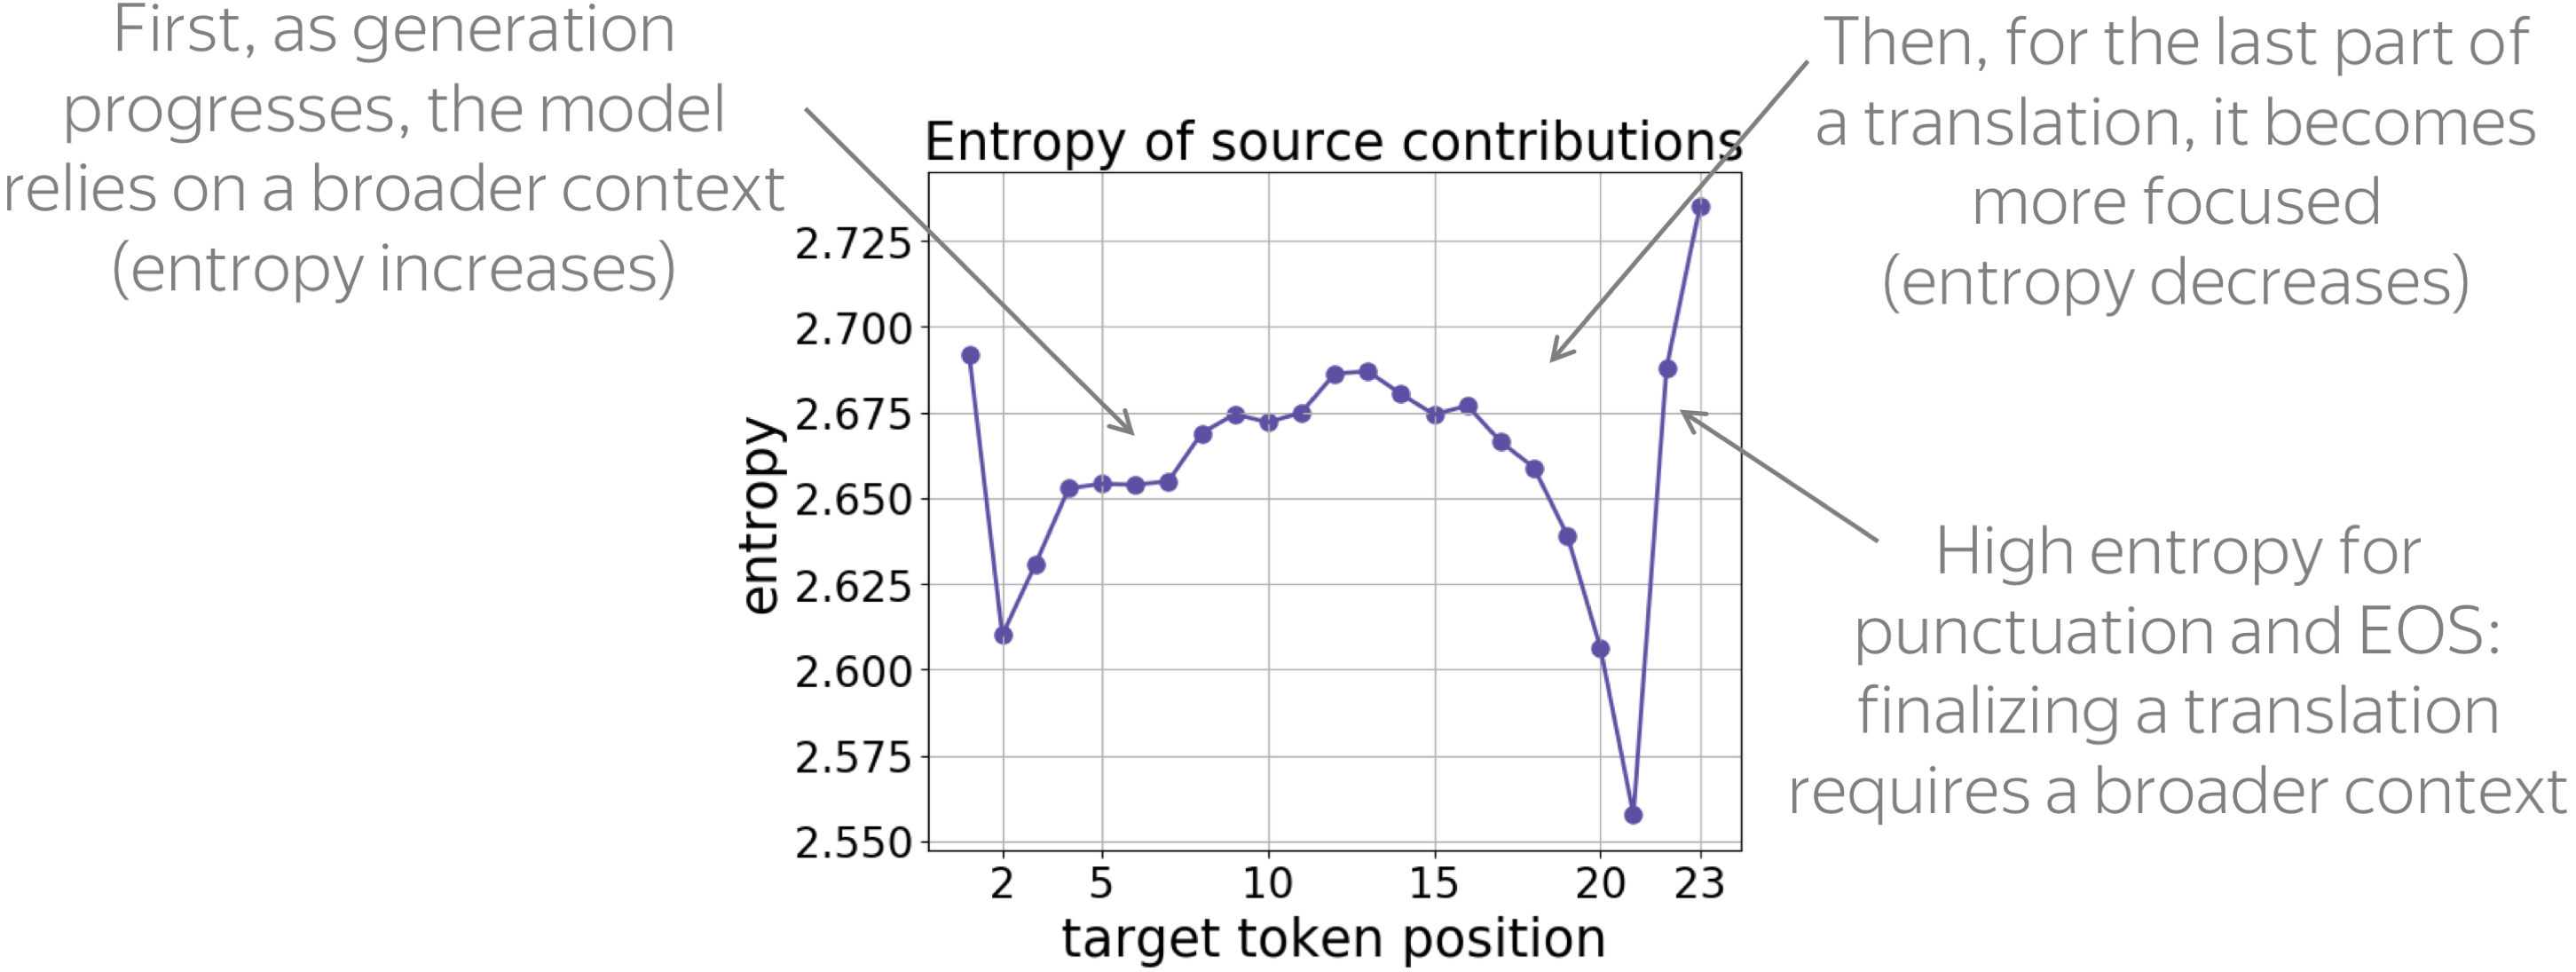 First, as generation
progresses, the model
relies on a broader context
(entropy increases)
Then, for the last part of
a translation, it becomes
more focused
(entropy decreases)
Entropy of source contributions
2.725
2.700
2.675
2.650
2.625
2.600
2.575
2.550
entropy
2 5 10 15 20 23
target token position
High entropy for
punctuation and EOS:
finalizing a translation
requires a broader context